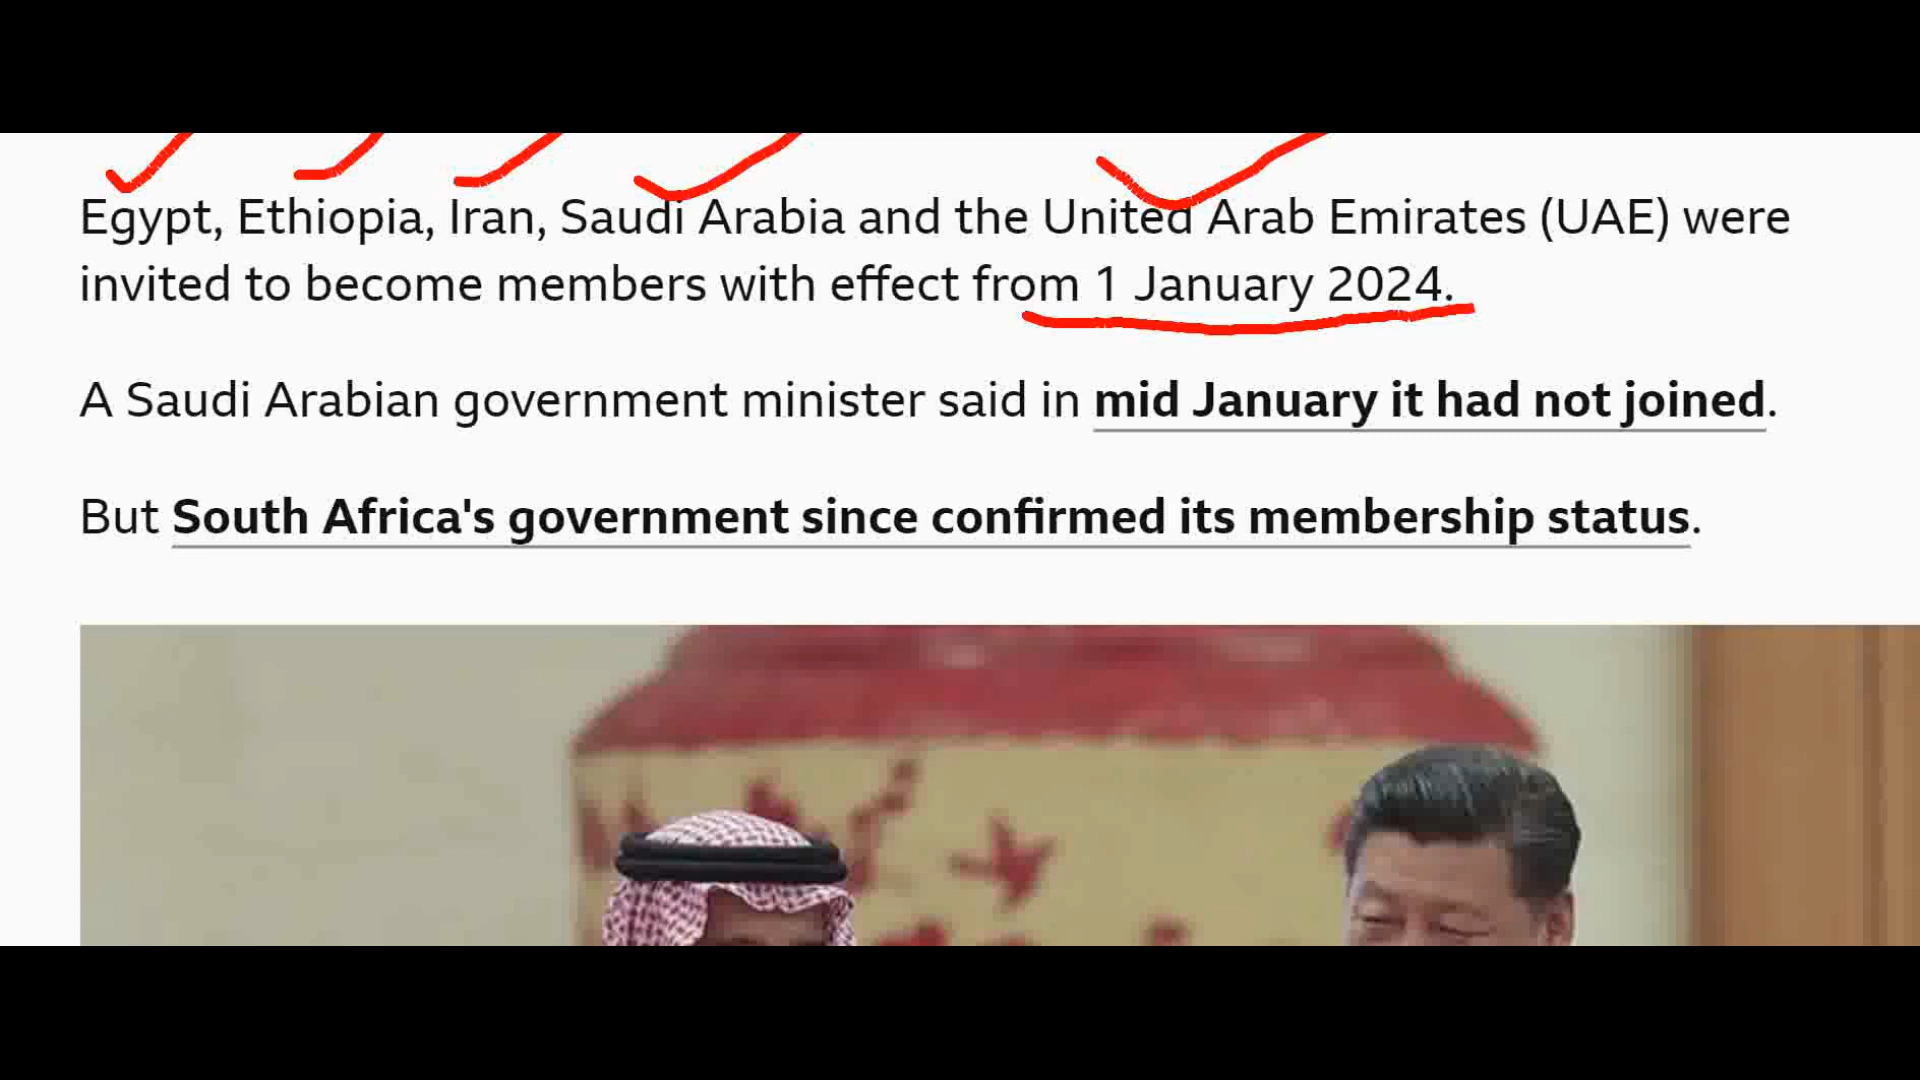 Egypt, Ethiopia, Iran, Saudi Arabia and the United Arab Emirates (UAE) were
invited to become members with effect from 1 January 2024.
A Saudi Arabian government minister said in mid January it had not joined.
But South Africa's government since confirmed its membership status.